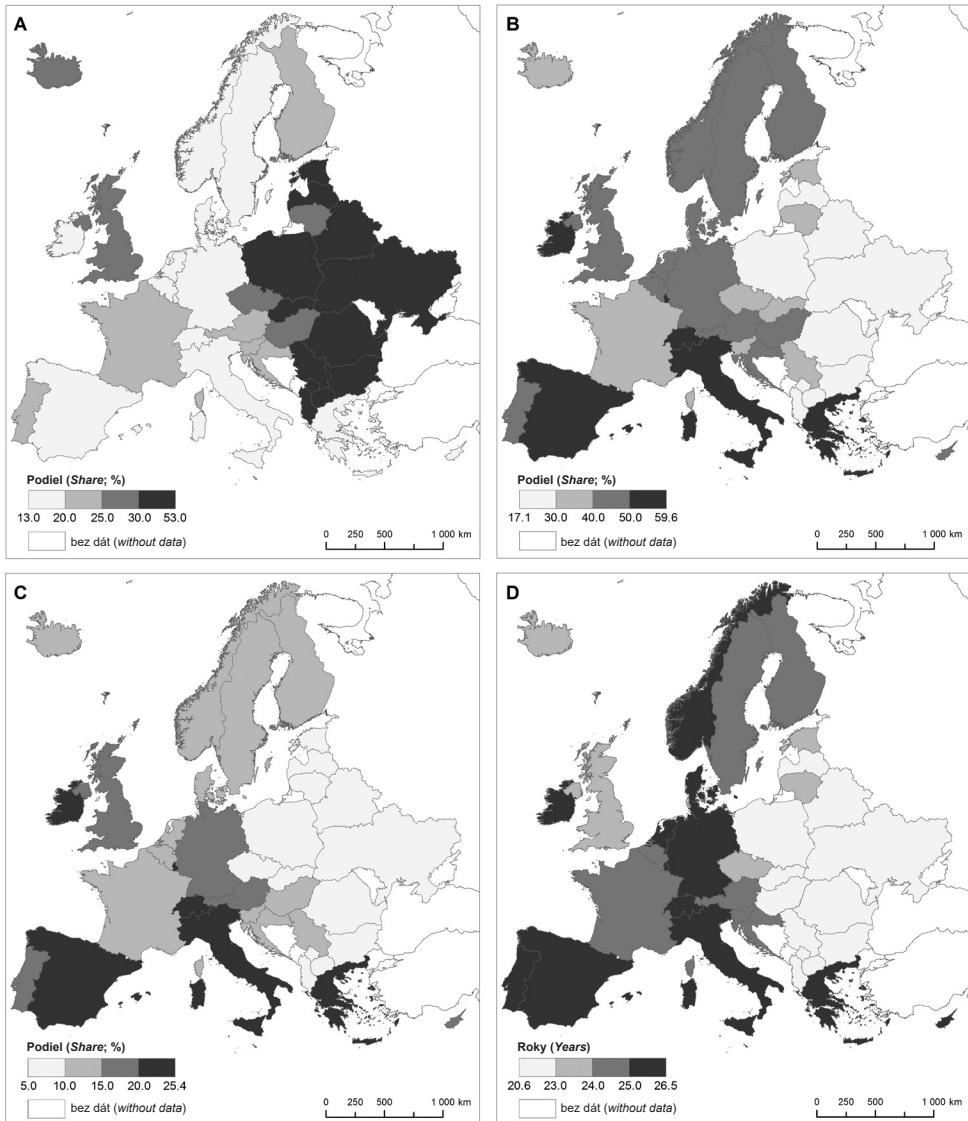 A
Podiel (Share; %)
13.0 20.0 25.0 30.0 53.0
bez dát (without data)
0 250 500 1 000 km
B
Podiel (Share; %)
17.1 30.0 40.0 50.0 59.6
bez dát (without data)
0 250 500 1 000 km
C
Podiel (Share; %)
5.0 10.0 15.0 20.0 25.4
bez dát (without data)
0 250 500 1 000 km
D
Roky (Years)
20.6 23.0 24.0 25.0 26.5
bez dát (without data)
0 250 500 1 000 km